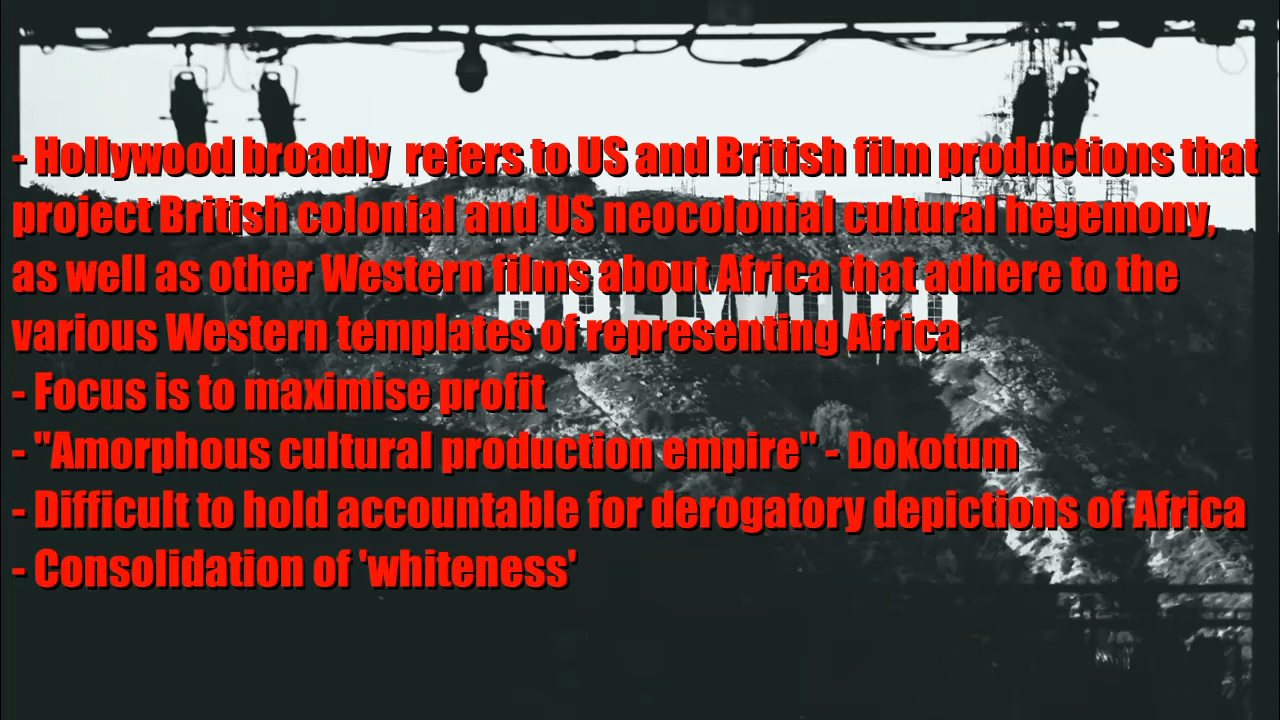 - Hollywood broadly  refers to US and British film productions that
project British colonial and US neocolonial cultural hegemony,
as well as other Western films about Africa that adhere to the
various Western templates of representing Africa
HOLLYWOOD
- Focus is to maximise profit
- "Amorphous cultural production empire" - Dokotum
- Difficult to hold accountable for derogatory depictions of Africa
- Consolidation of 'whiteness'